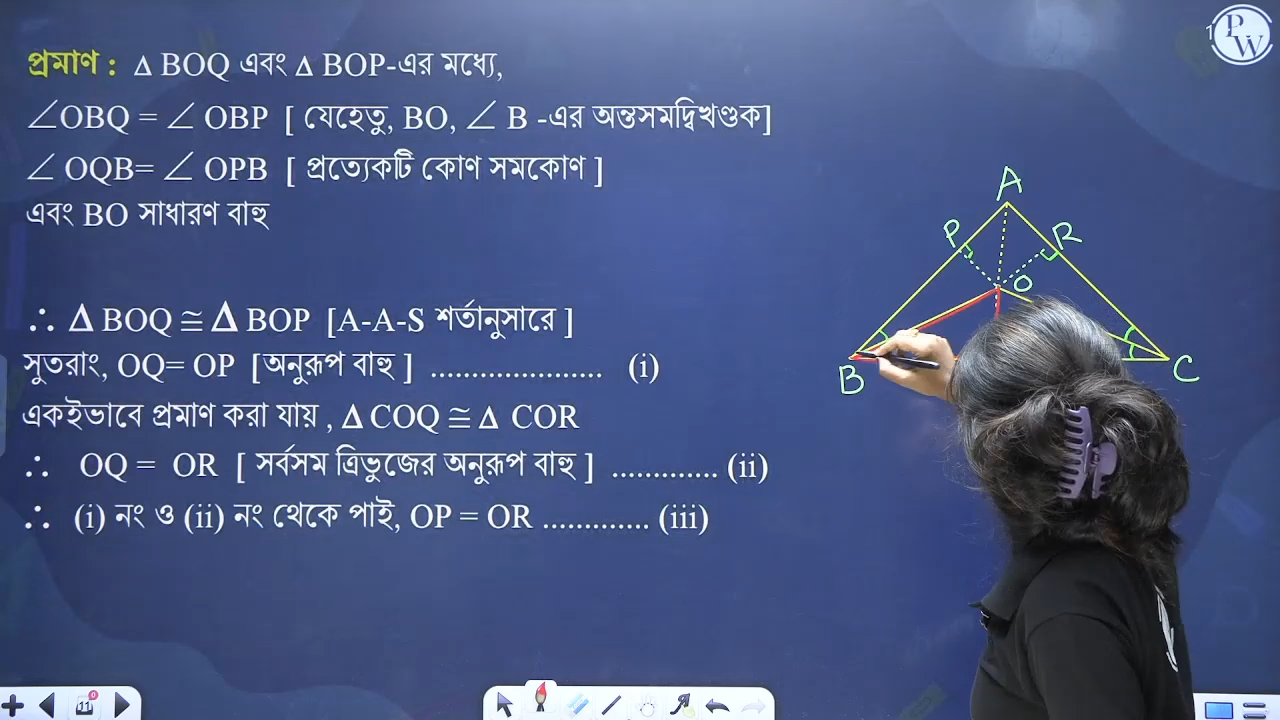 প্রমাণ : Δ BOQ এবং Δ BOP-এর মধ্যে,
∠OBQ = ∠ OBP [ যেহেতু, BO, ∠ B -এর অন্তসমদ্বিখণ্ডক]
∠ OQB= ∠ OPB [ প্রত্যেকটি কোণ সমকোণ ]
এবং BO সাধারণ বাহু
∴ Δ BOQ ≅ Δ BOP [A-A-S শর্তানুসারে ]
সুতরাং, OQ= OP [অনুরূপ বাহু ] ..................... (i)
একইভাবে প্রমাণ করা যায় , Δ COQ ≅ Δ COR
∴ OQ = OR [ সর্বসম ত্রিভুজের অনুরূপ বাহু ] ............. (ii)
∴ (i) নং ও (ii) নং থেকে পাই, OP = OR ............. (iii)
A
P
R
O
B
C
PW
11
0